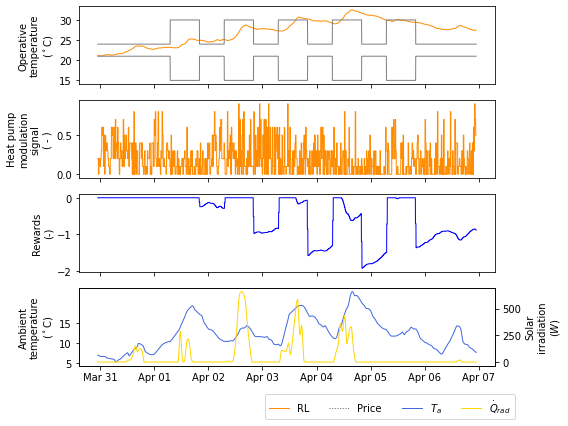 Operative
temperature
(°C)
30
25
20
15
Heat pump
modulation
signal
( - )
0.5
0.0
Rewards
(-)
0
−1
−2
Ambient
temperature
(°C)
15
10
5
500
250
0
Solar
irradiation
(W)
Mar 31 Apr 01 Apr 02 Apr 03 Apr 04 Apr 05 Apr 06 Apr 07
RL Price T_a Q̇_rad